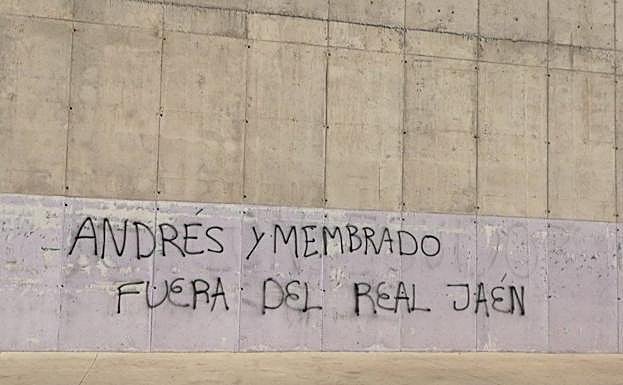 ANDRÉS Y MEMBRADO
FUERA DEL REAL JAÉN